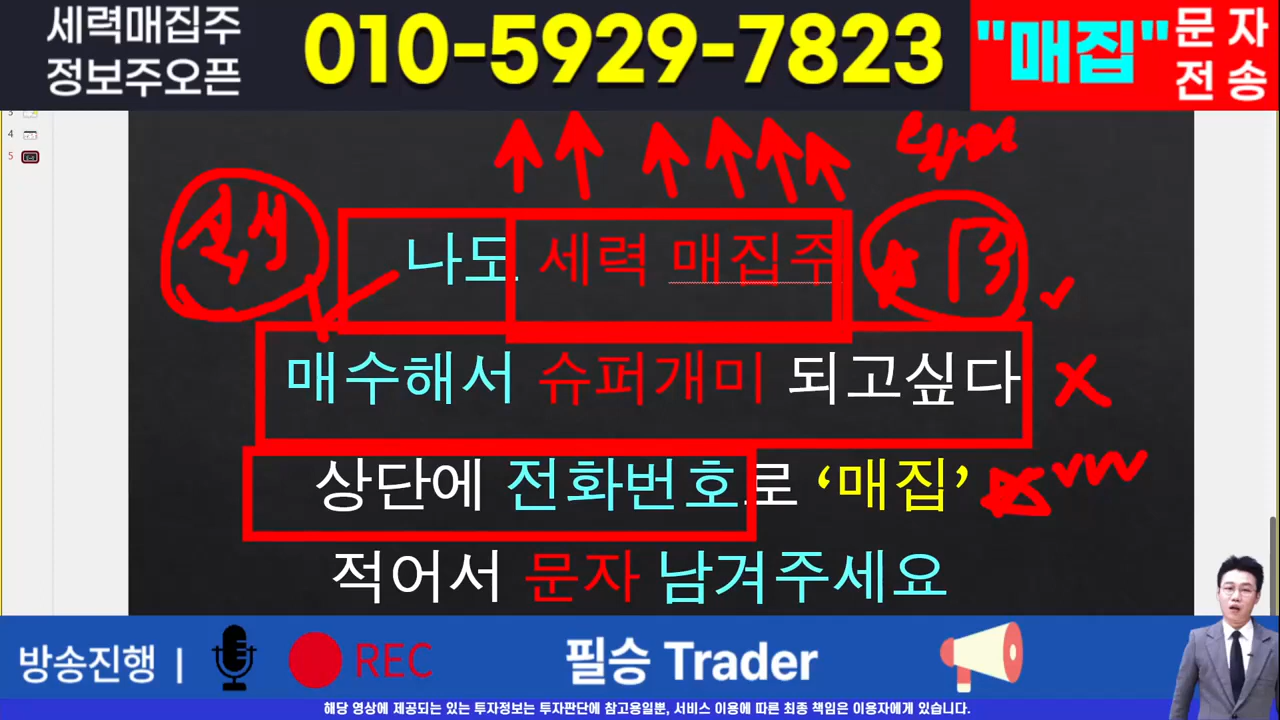 세력매집주
정보주오픈
010-5929-7823
"매집"
문자
전송
3
4
5
나도 세력 매집주
매수해서 슈퍼개미 되고싶다
상단에 전화번호로 ‘매집’
적어서 문자 남겨주세요
방송진행 |
REC
필승 Trader
해당 영상에 제공되는 있는 투자정보는 투자판단에 참고용일뿐, 서비스 이용에 따른 최종 책임은 이용자에게 있습니다.